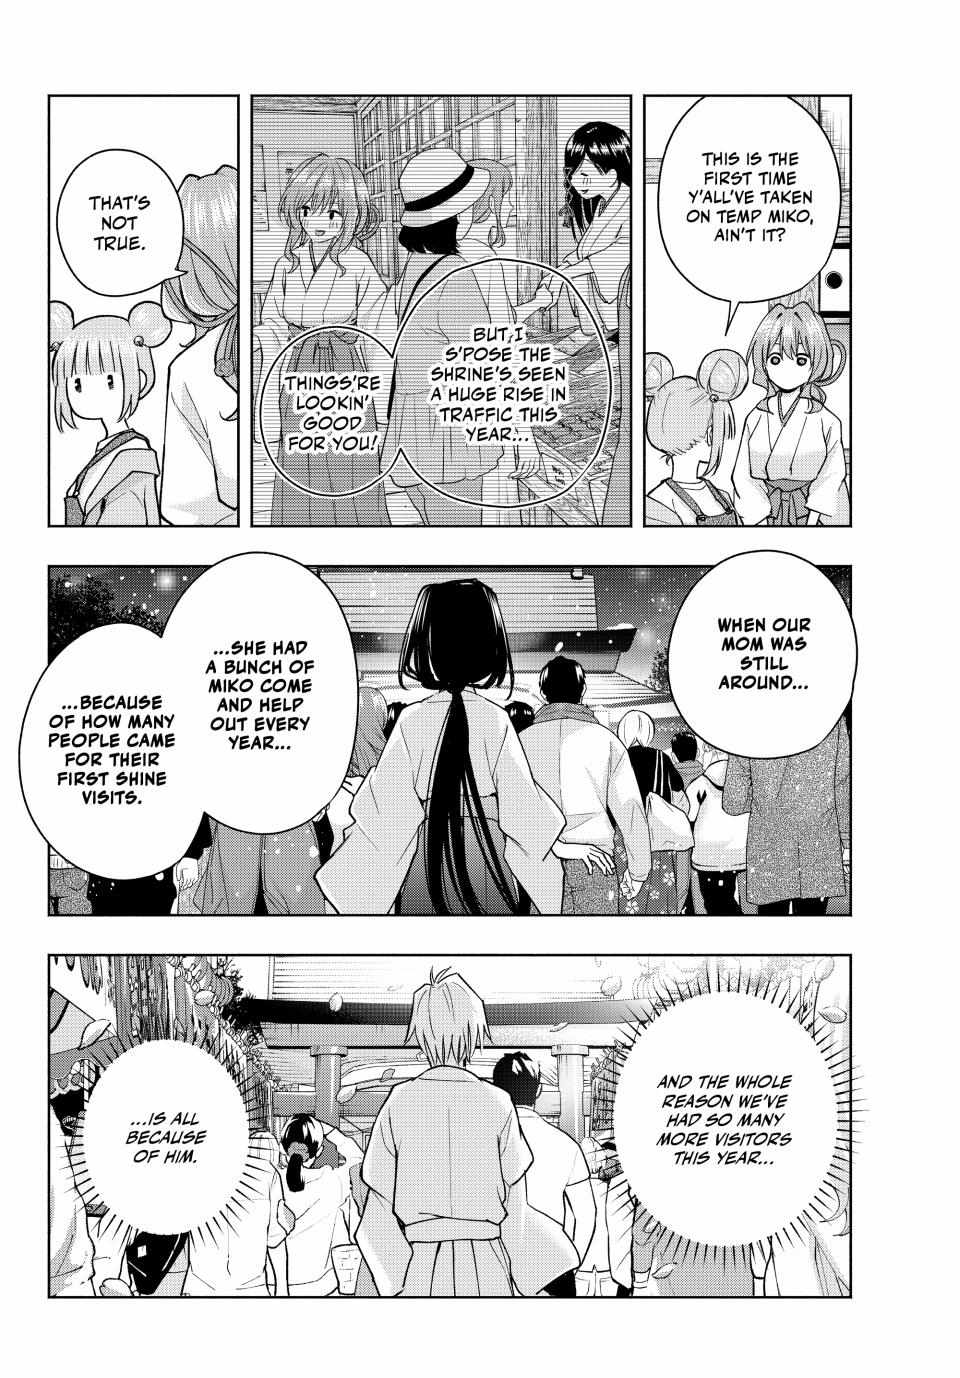 THIS IS THE
FIRST TIME
Y'ALL'VE TAKEN
ON TEMP MIKO,
AIN'T IT?
BUT I
S'POSE THE
SHRINE'S SEEN
A HUGE RISE IN
TRAFFIC THIS
YEAR...
THINGS'RE
LOOKIN'
GOOD
FOR YOU!
THAT'S
NOT
TRUE.
WHEN OUR
MOM WAS
STILL
AROUND...
...SHE HAD
A BUNCH OF
MIKO COME
AND HELP
OUT EVERY
YEAR...
...BECAUSE
OF HOW MANY
PEOPLE CAME
FOR THEIR
FIRST SHINE
VISITS.
AND THE WHOLE
REASON WE'VE
HAD SO MANY
MORE VISITORS
THIS YEAR...
...IS ALL
BECAUSE
OF HIM.